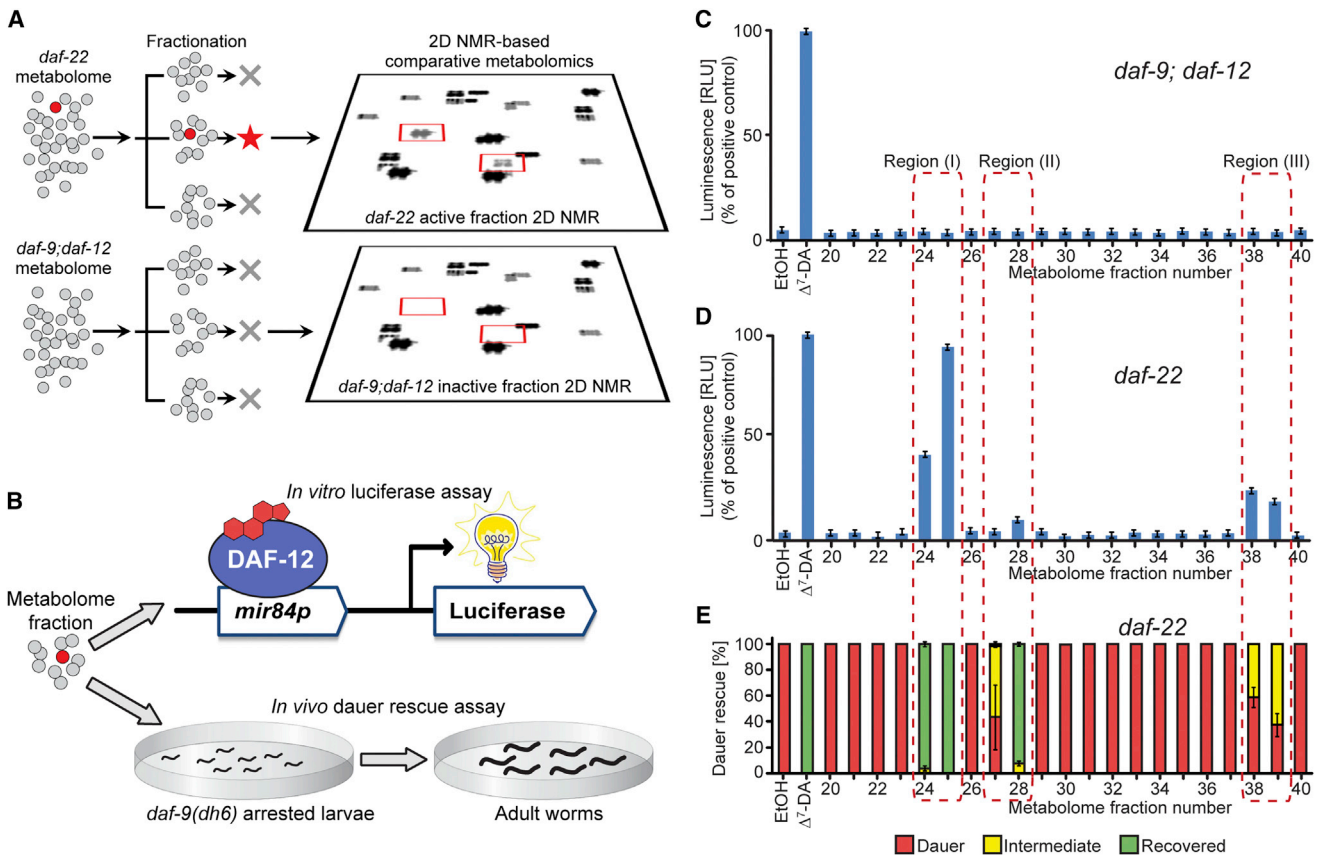 A
daf-22
metabolome
Fractionation
2D NMR-based
comparative metabolomics
daf-22 active fraction 2D NMR
daf-9;daf-12
metabolome
daf-9;daf-12 inactive fraction 2D NMR
B
In vitro luciferase assay
DAF-12
mir84p
Luciferase
Metabolome
fraction
In vivo dauer rescue assay
daf-9(dh6) arrested larvae
Adult worms
C
Luminescence [RLU]
(% of positive control)
100
50
0
daf-9; daf-12
Region (I)
Region (II)
Region (III)
EtOH
Δ⁷-DA
20 22 24 26 28 30 32 34 36 38 40
Metabolome fraction number
D
Luminescence [RLU]
(% of positive control)
100
50
0
daf-22
EtOH
Δ⁷-DA
20 22 24 26 28 30 32 34 36 38 40
Metabolome fraction number
E
daf-22
Dauer rescue [%]
100
80
60
40
20
0
EtOH
Δ⁷-DA
20 22 24 26 28 30 32 34 36 38 40
Metabolome fraction number
Dauer
Intermediate
Recovered